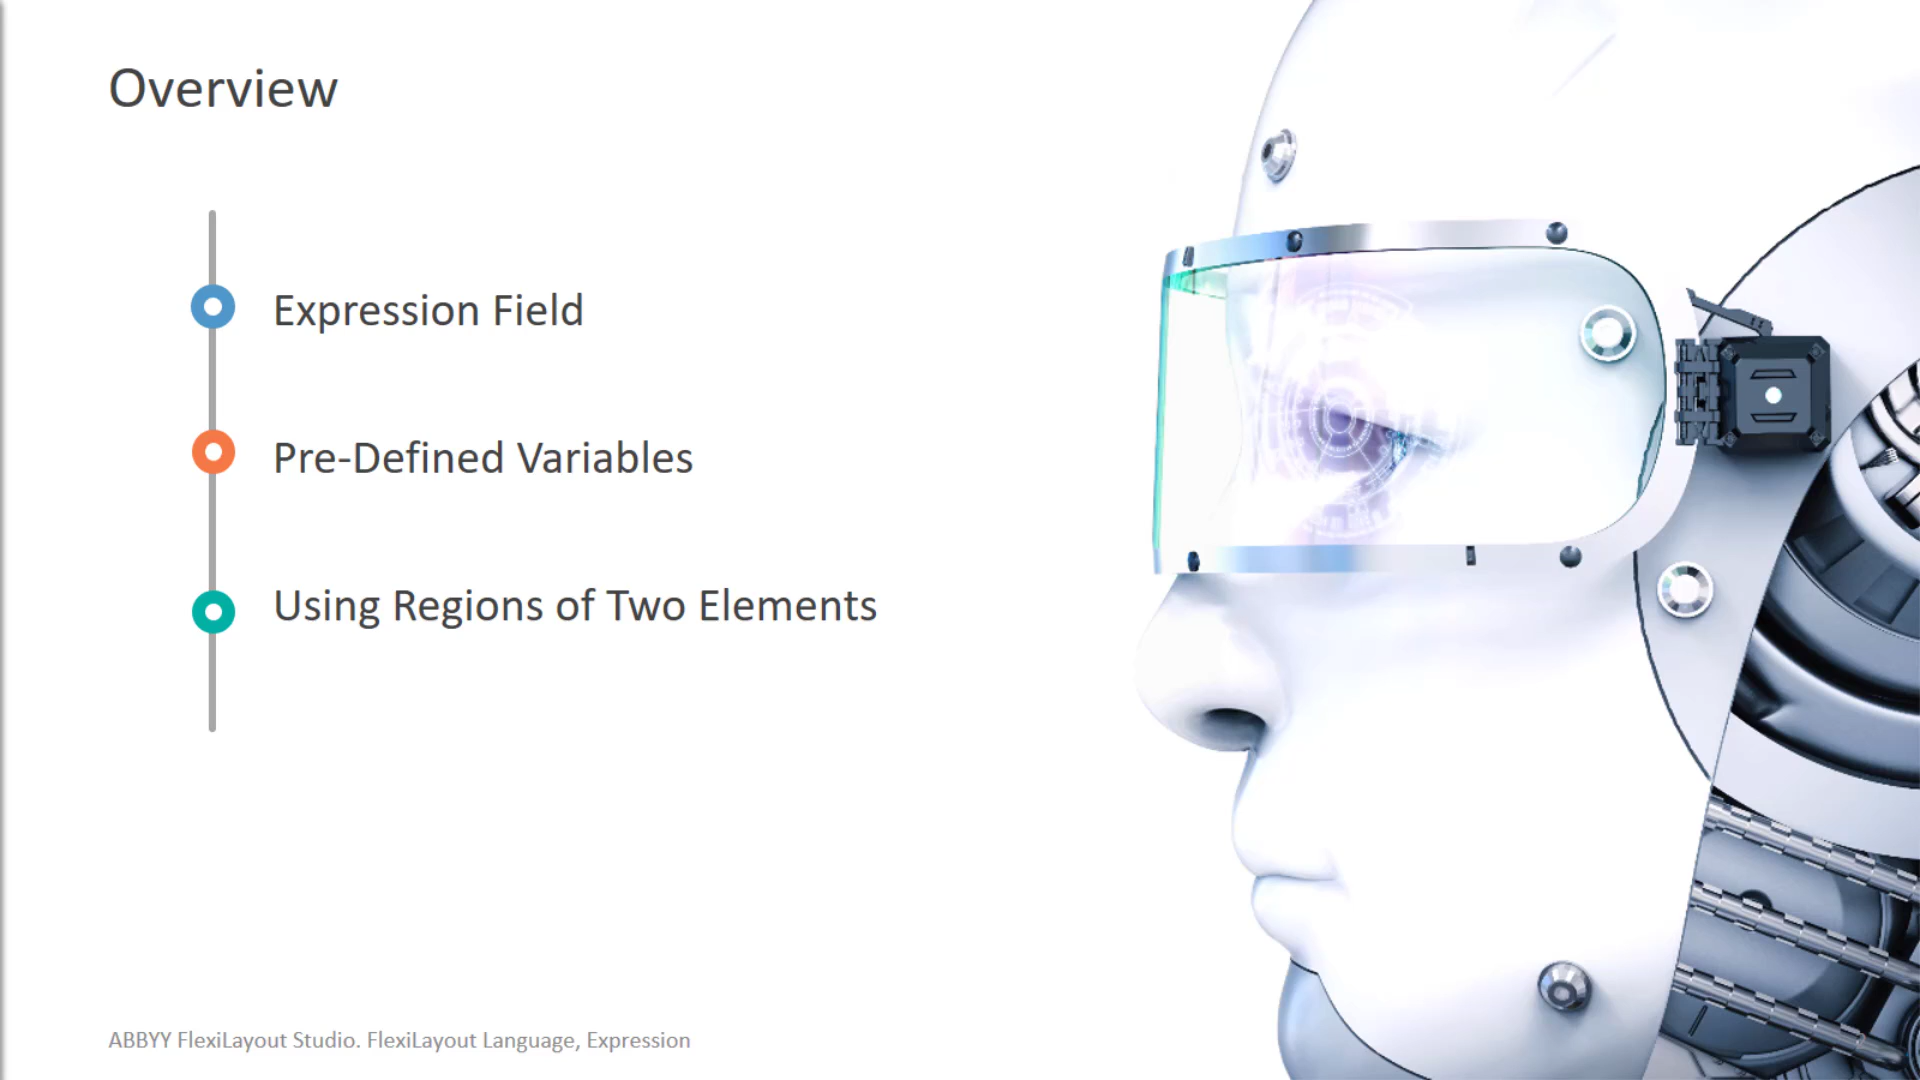 Overview
Expression Field
Pre-Defined Variables
Using Regions of Two Elements
ABBYY FlexiLayout Studio. FlexiLayout Language, Expression